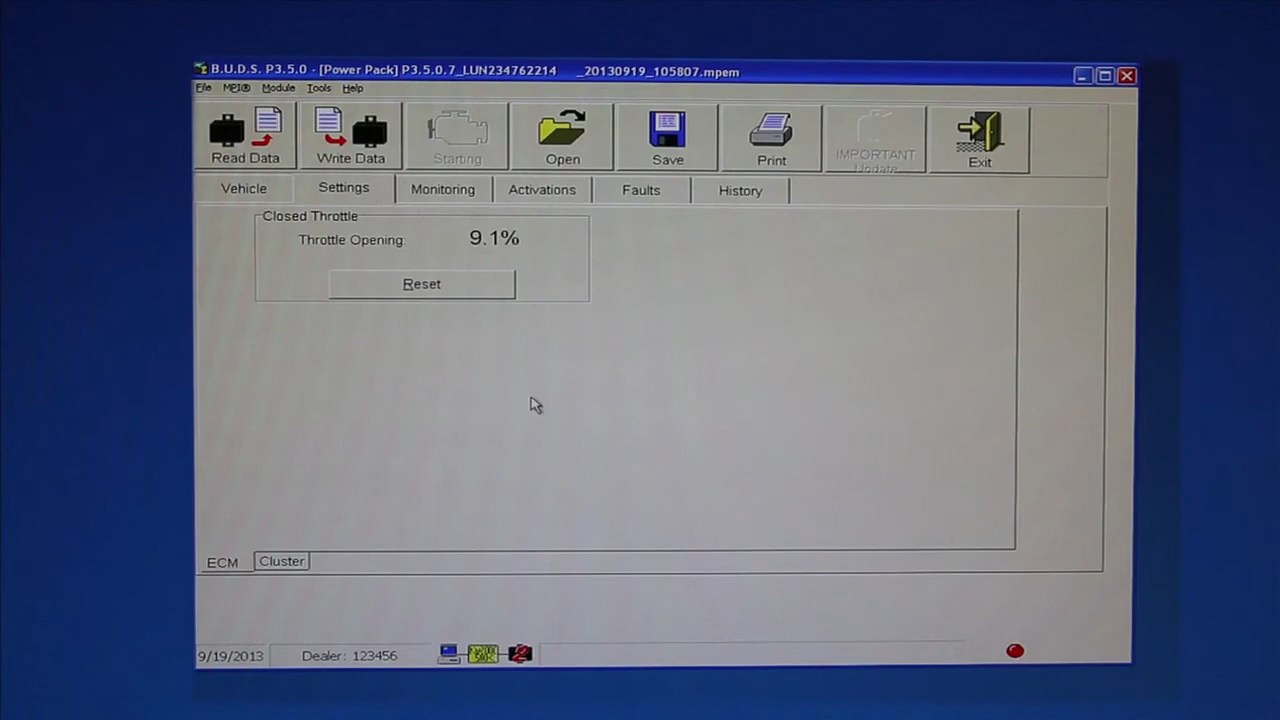 B.U.D.S. P3.5.0 - [Power Pack] P3.5.0.7_LUN234762214 _20130919_105807.mpem
File MPI® Module Tools Help
Read Data Write Data Starting Open Save Print IMPORTANT Update Exit
Vehicle Settings Monitoring Activations Faults History
Closed Throttle
Throttle Opening: 9.1%
Reset
ECM Cluster
9/19/2013 Dealer: 123456